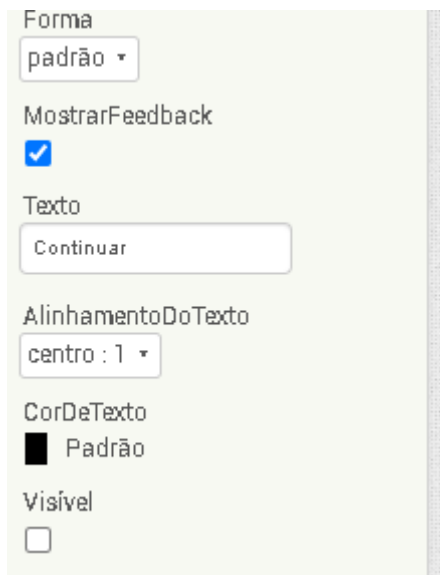 Forma
padrão
MostrarFeedback
Texto
Continuar
AlinhamentoDoTexto
centro : 1
CorDeTexto
Padrão
Visível